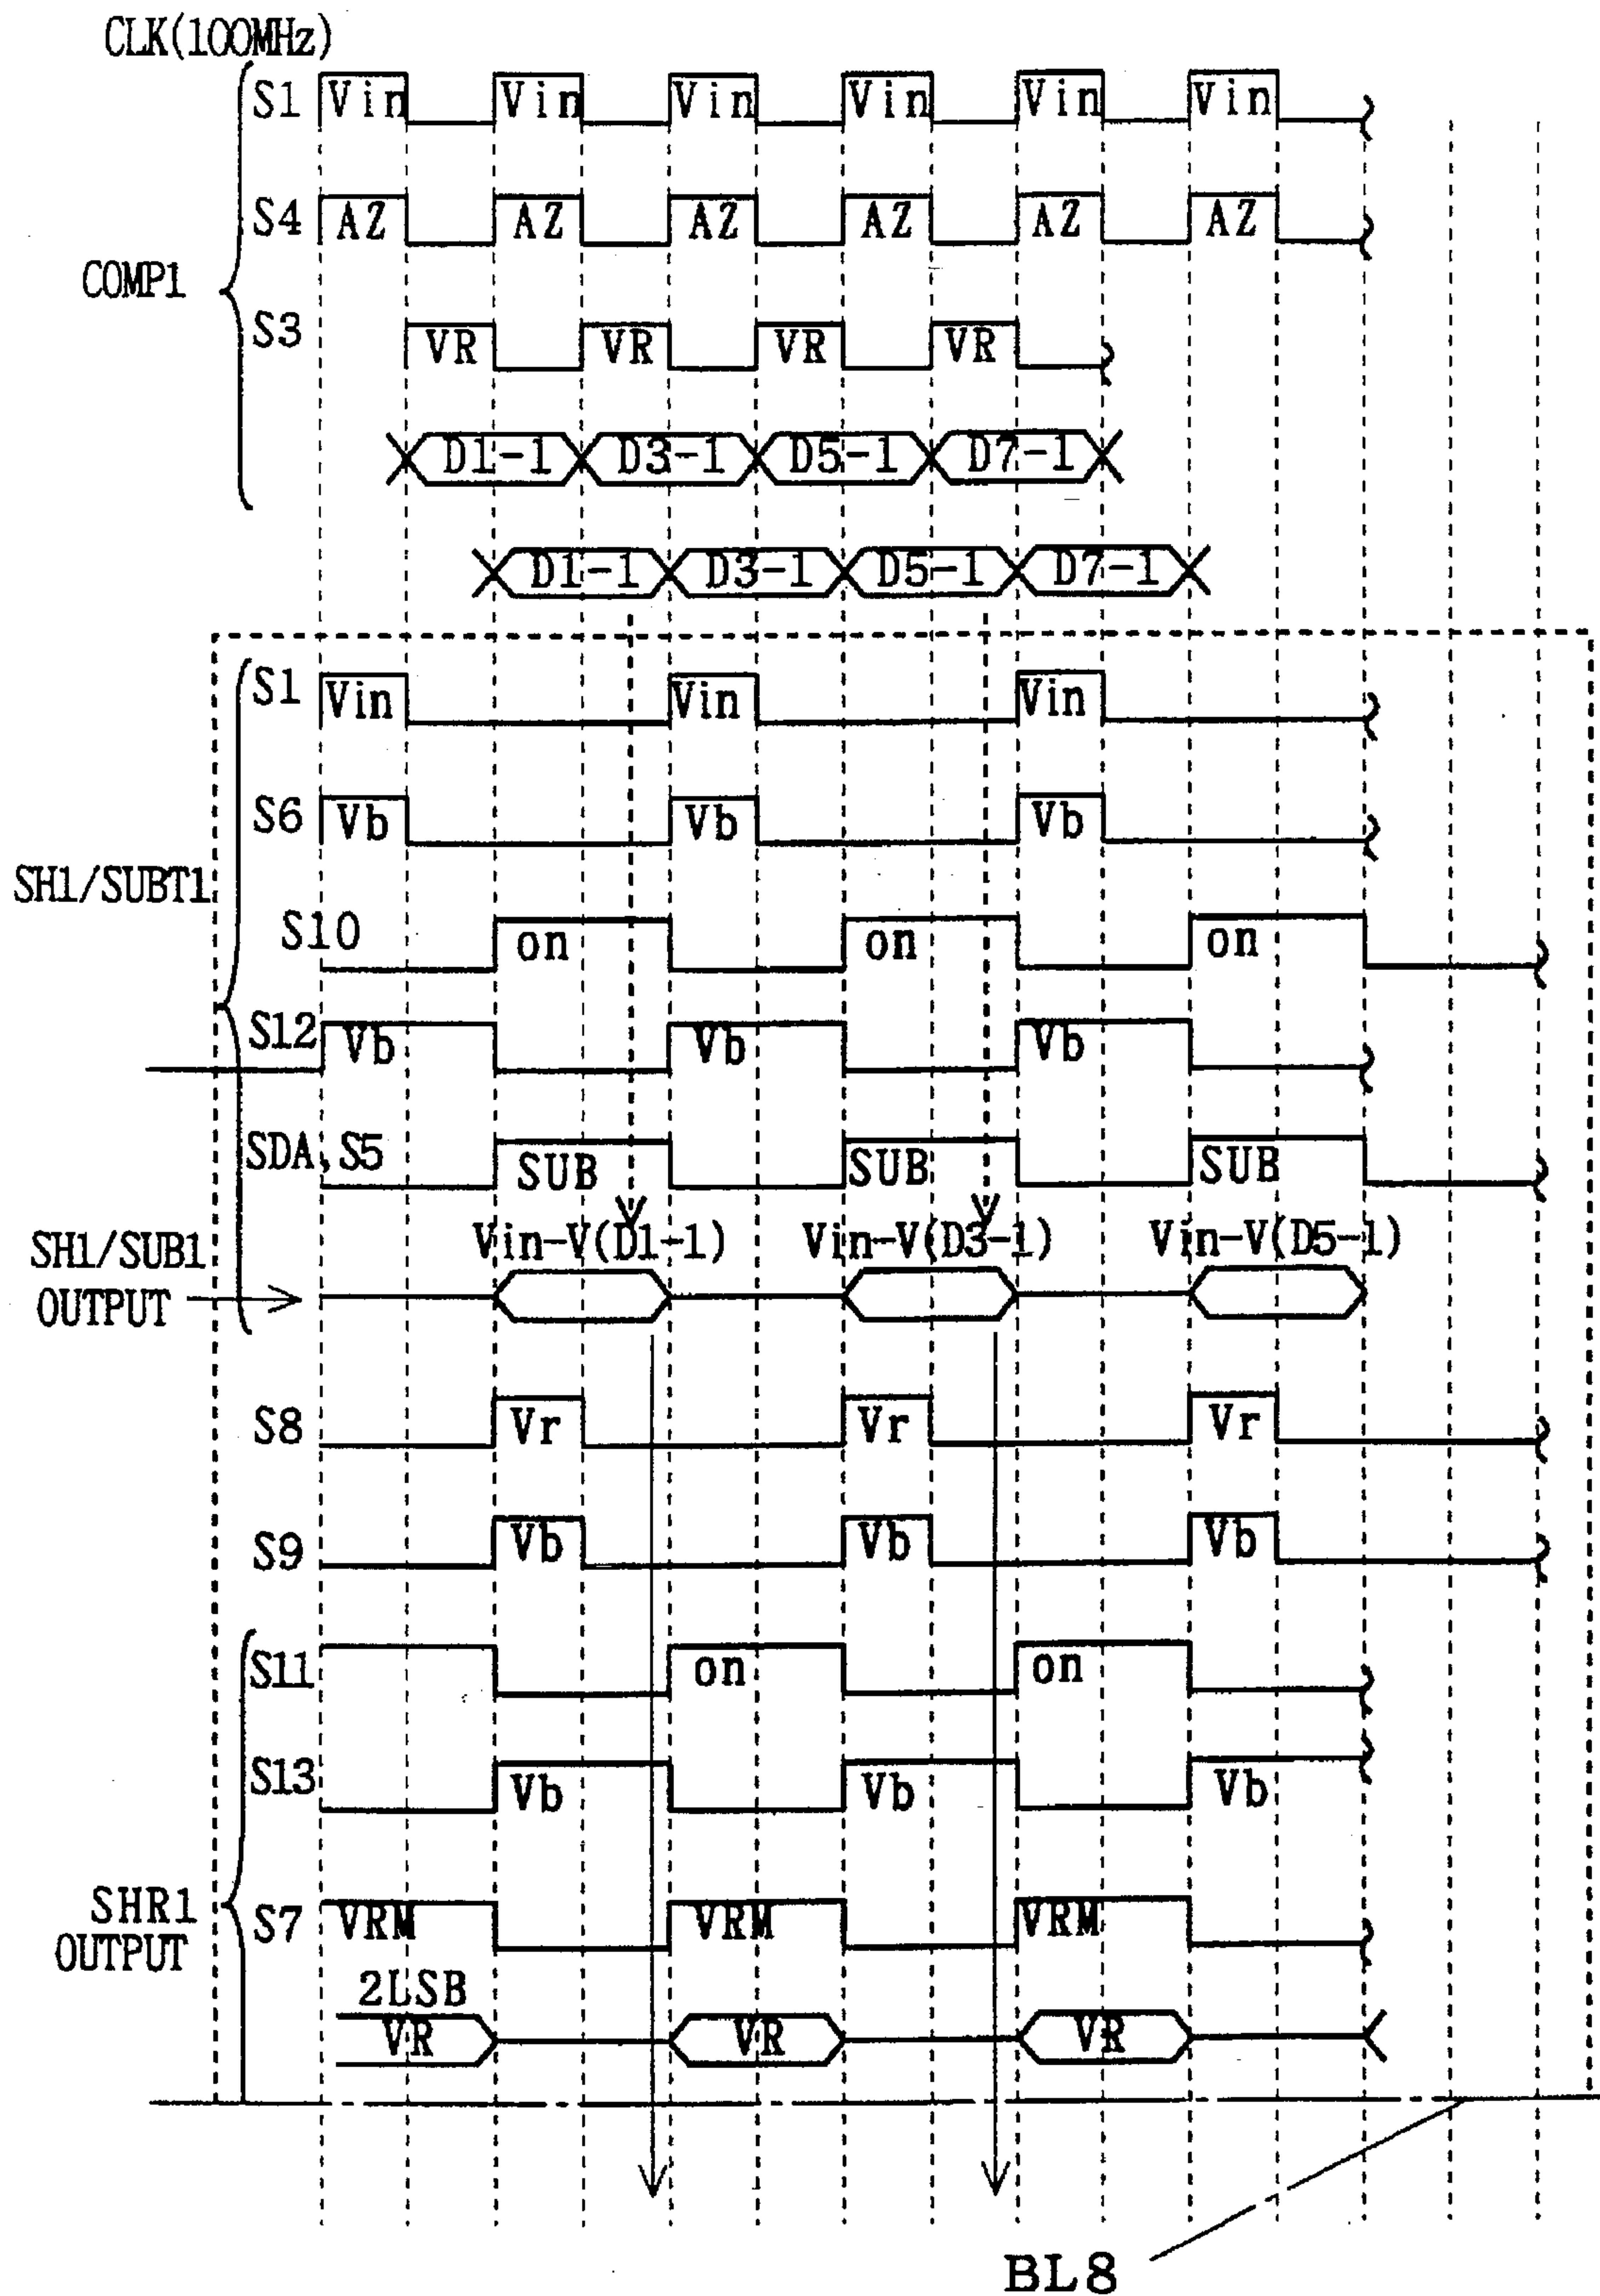 CLK(100MHz)
S1 Vin Vin Vin Vin Vin Vin
S4 AZ AZ AZ AZ AZ AZ
COMP1
S3 VR VR VR VR
D1-1 D3-1 D5-1 D7-1
D1-1 D3-1 D5-1 D7-1
S1 Vin Vin Vin
S6 Vb Vb Vb
SH1/SUBT1
S10 on on on
S12 Vb Vb Vb
SDA,S5 SUB SUB SUB
SH1/SUB1 OUTPUT
Vin-V(D1-1) Vin-V(D3-1) Vin-V(D5-1)
S8 Vr Vr Vr
S9 Vb Vb Vb
S11 on on
S13 Vb Vb Vb
SHR1 OUTPUT
S7 VRM VRM VRM
2LSB
VR VR VR
BL8